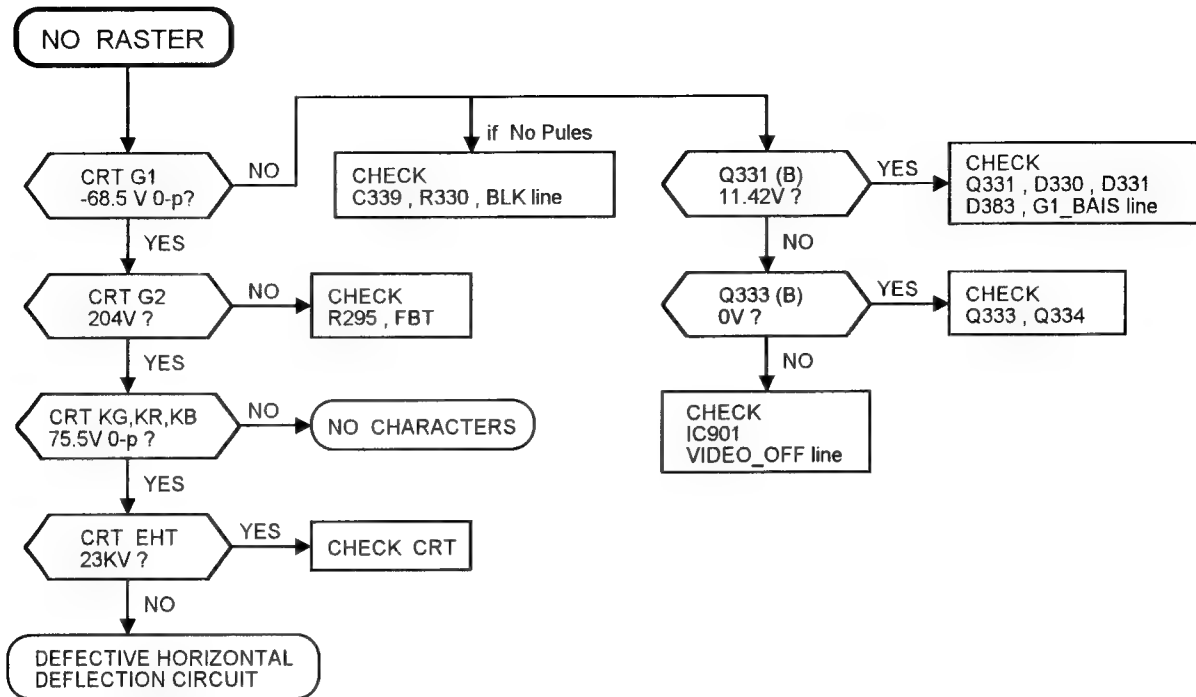 NO RASTER
CRT G1
-68.5 V 0-p?
NO
if No Pules
CHECK
C339 , R330 , BLK line
Q331 (B)
11.42V ?
YES
CHECK
Q331 , D330 , D331
D383 , G1_BAIS line
YES
NO
CRT G2
204V ?
NO
CHECK
R295 , FBT
Q333 (B)
0V ?
YES
CHECK
Q333 , Q334
YES
NO
CRT KG,KR,KB
75.5V 0-p ?
NO
NO CHARACTERS
CHECK
IC901
VIDEO_OFF line
YES
CRT EHT
23KV ?
YES
CHECK CRT
NO
DEFECTIVE HORIZONTAL
DEFLECTION CIRCUIT